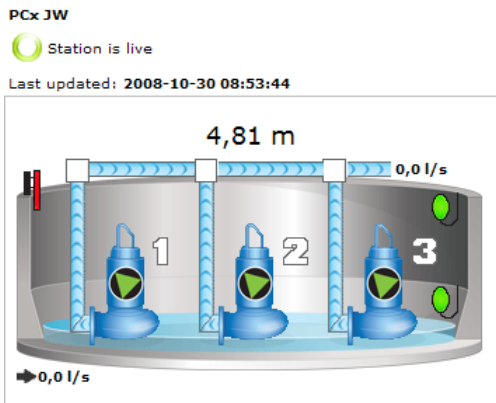 PCx JW
Station is live
Last updated: 2008-10-30 08:53:44
4,81 m
0,0 l/s
1 2 3
0,0 l/s